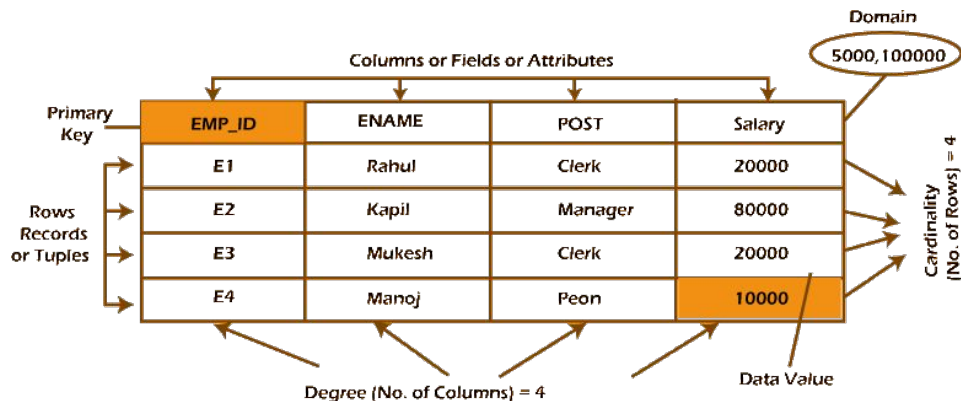 Domain
5000,100000
Columns or Fields or Attributes
Primary
Key
EMP_ID ENAME POST Salary
E1 Rahul Clerk 20000
E2 Kapil Manager 80000
E3 Mukesh Clerk 20000
E4 Manoj Peon 10000
Rows
Records
or Tuples
Cardinality
(No. of Rows) = 4
Degree (No. of Columns) = 4
Data Value